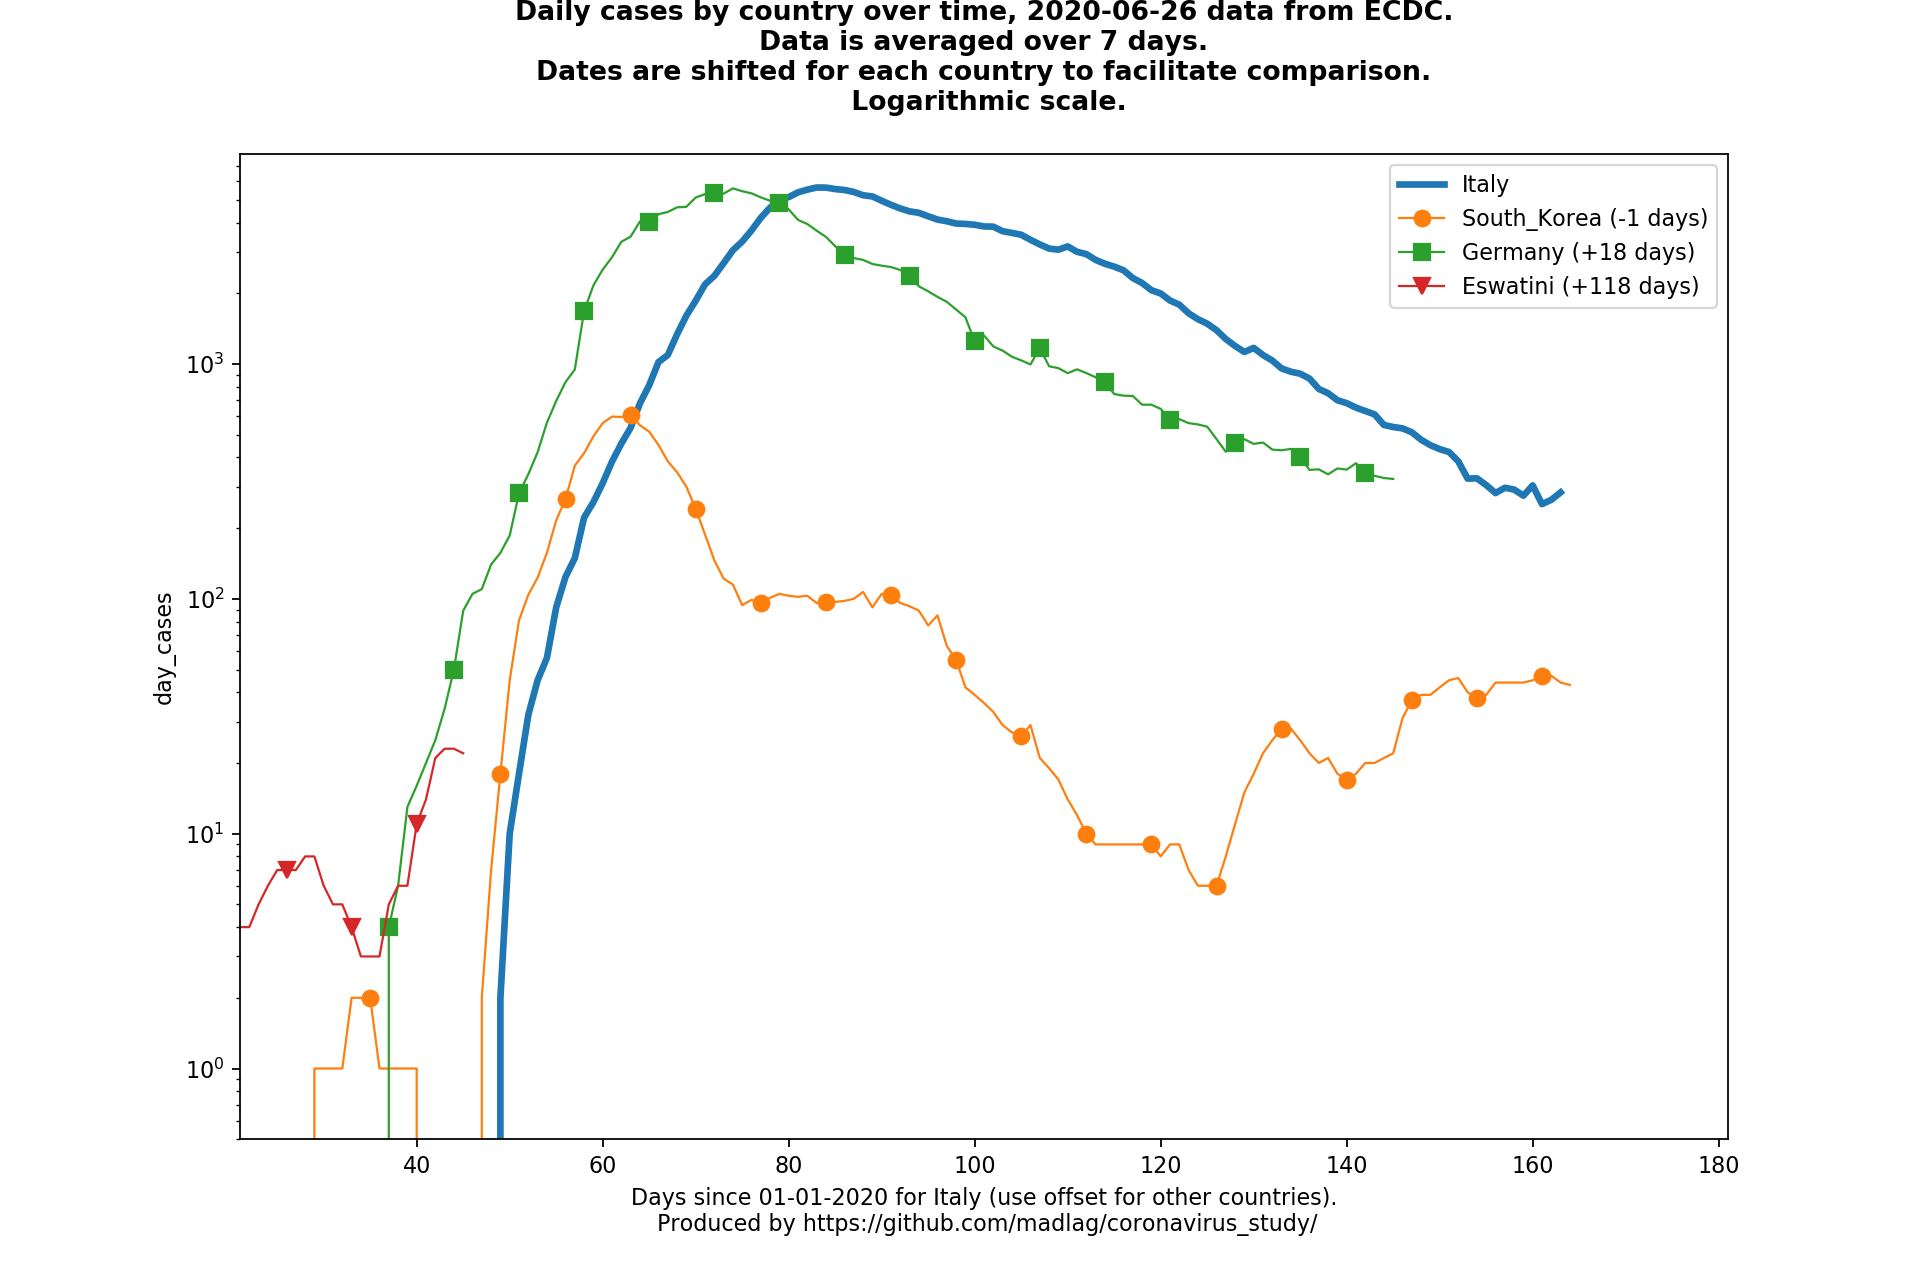 Daily cases by country over time, 2020-06-26 data from ECDC.
Data is averaged over 7 days.
Dates are shifted for each country to facilitate comparison.
Logarithmic scale.
Italy
South_Korea (-1 days)
Germany (+18 days)
Eswatini (+118 days)
day_cases
10³
10²
10¹
10⁰
40 60 80 100 120 140 160 180
Days since 01-01-2020 for Italy (use offset for other countries).
Produced by https://github.com/madlag/coronavirus_study/